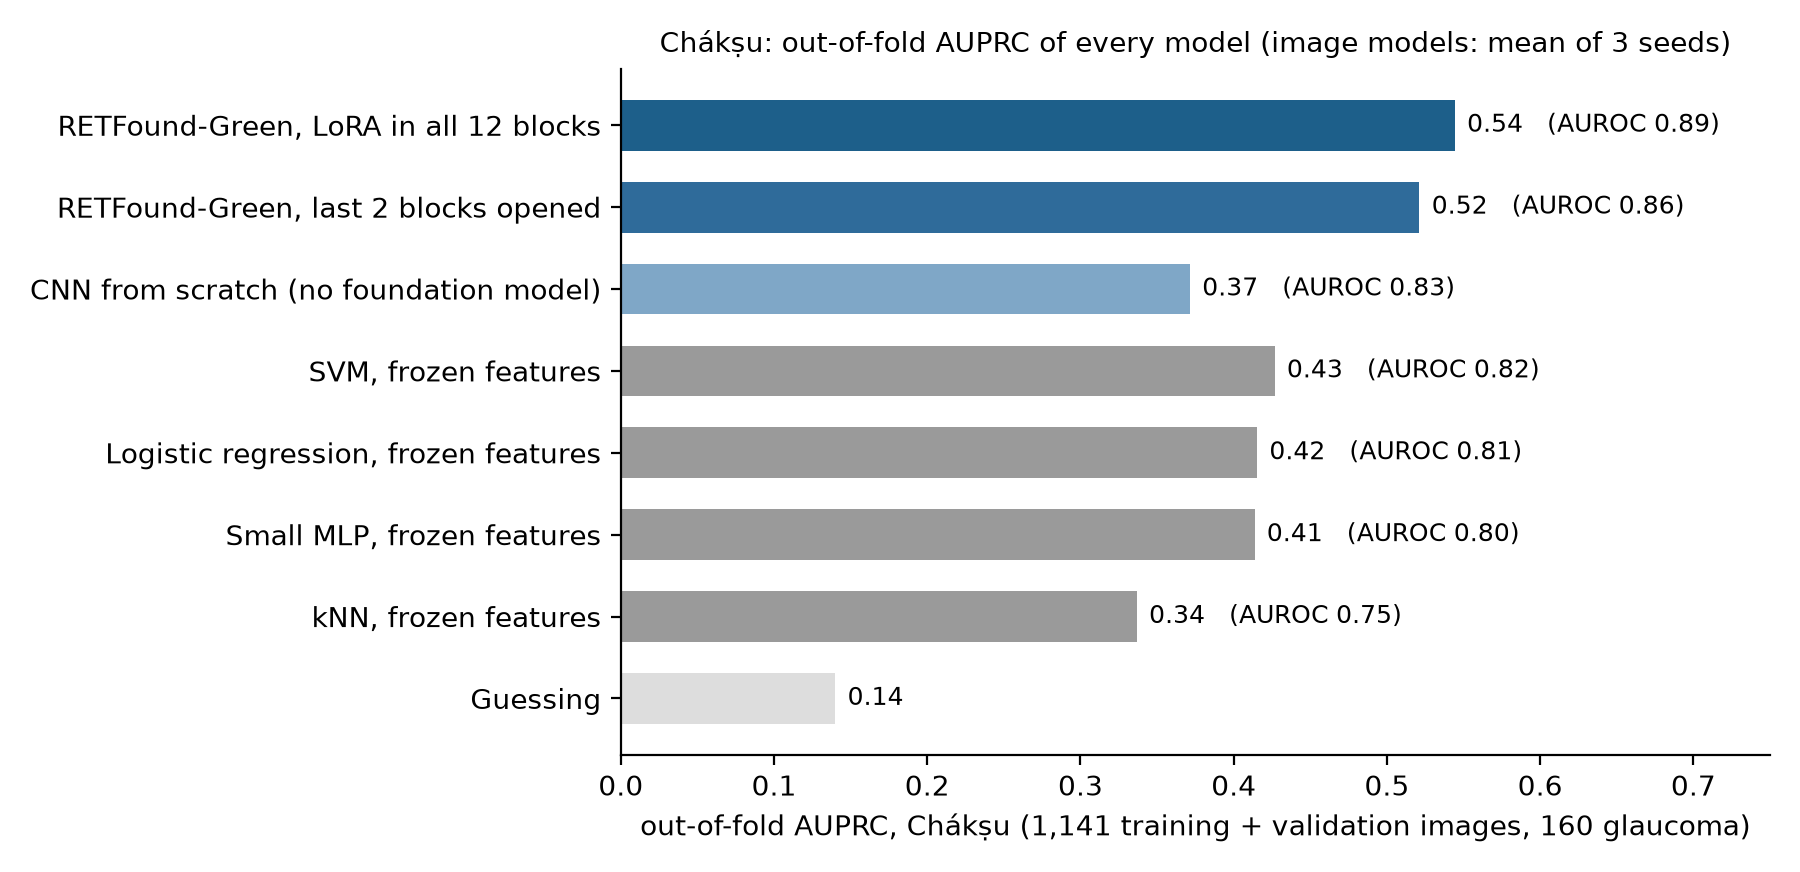 Chákṣu: out-of-fold AUPRC of every model (image models: mean of 3 seeds)
RETFound-Green, LoRA in all 12 blocks 0.54 (AUROC 0.89)
RETFound-Green, last 2 blocks opened 0.52 (AUROC 0.86)
CNN from scratch (no foundation model) 0.37 (AUROC 0.83)
SVM, frozen features 0.43 (AUROC 0.82)
Logistic regression, frozen features 0.42 (AUROC 0.81)
Small MLP, frozen features 0.41 (AUROC 0.80)
kNN, frozen features 0.34 (AUROC 0.75)
Guessing 0.14
0.0 0.1 0.2 0.3 0.4 0.5 0.6 0.7
out-of-fold AUPRC, Chákṣu (1,141 training + validation images, 160 glaucoma)